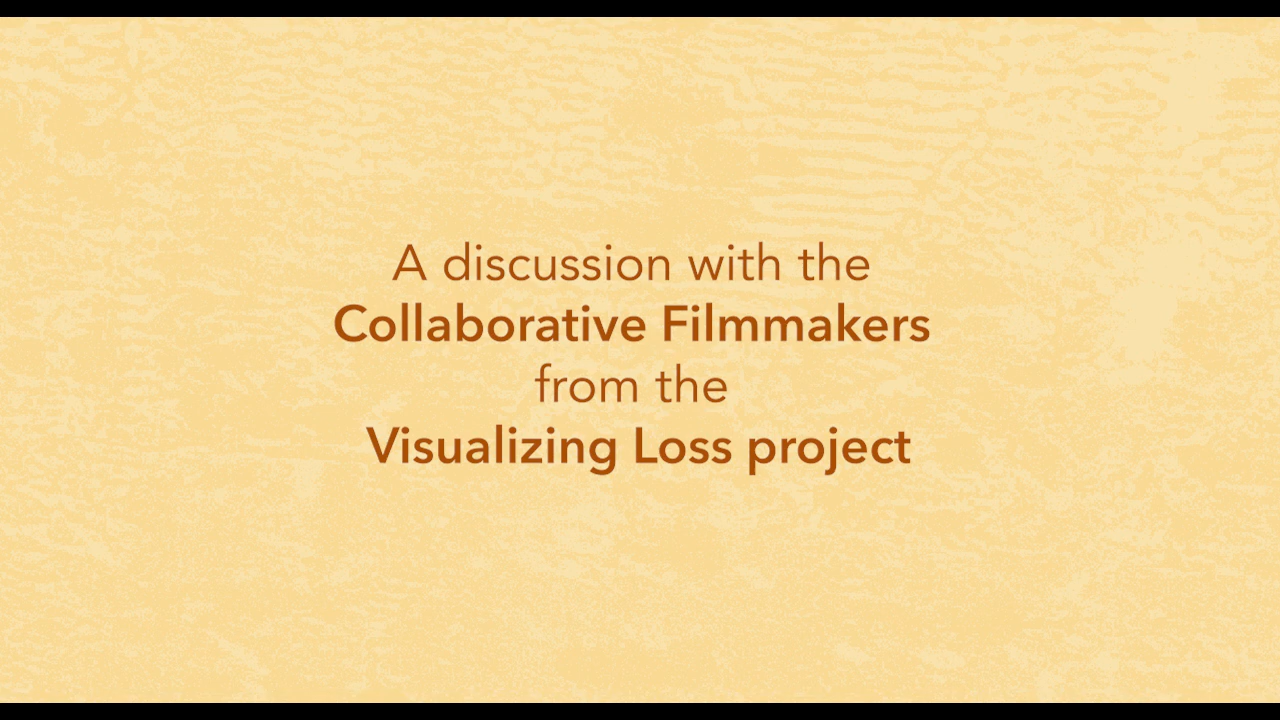 A discussion with the
Collaborative Filmmakers
from the
Visualizing Loss project